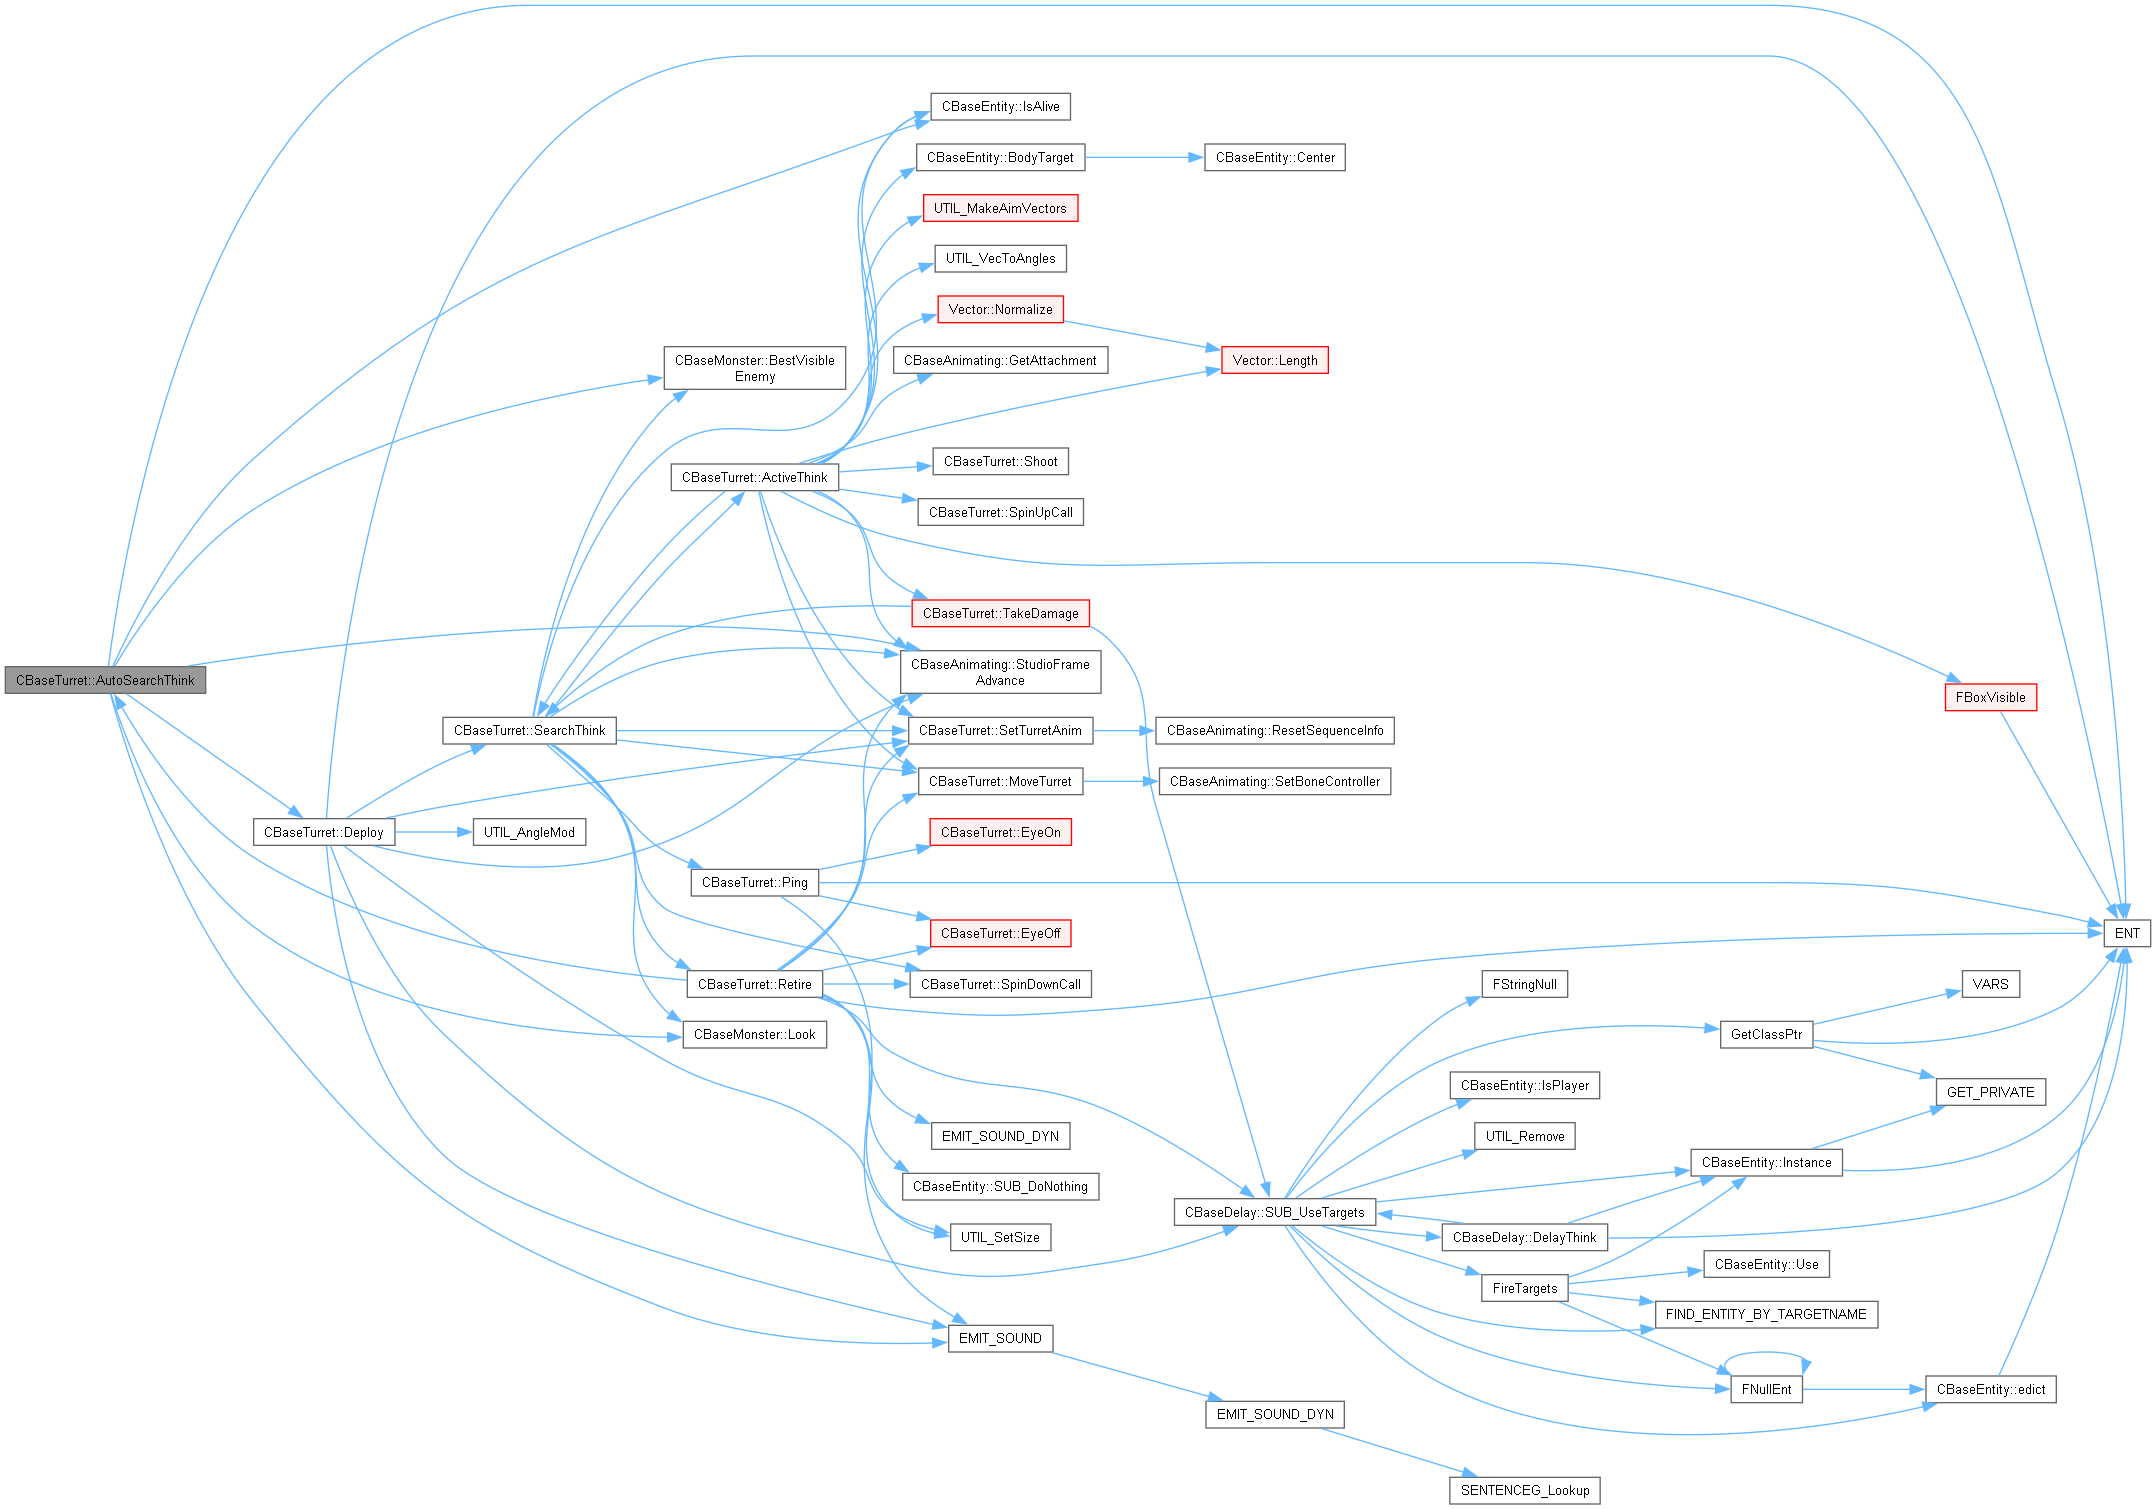 CBaseEntity::IsAlive
CBaseEntity::BodyTarget
CBaseEntity::Center
UTIL_MakeAimVectors
UTIL_VecToAngles
Vector::Normalize
CBaseMonster::BestVisible
Enemy
CBaseAnimating::GetAttachment
Vector::Length
CBaseTurret::Shoot
CBaseTurret::ActiveThink
CBaseTurret::SpinUpCall
CBaseTurret::TakeDamage
CBaseTurret::AutoSearchThink
CBaseAnimating::StudioFrame
Advance
FBoxVisible
CBaseTurret::SearchThink
CBaseTurret::SetTurretAnim
CBaseAnimating::ResetSequenceInfo
CBaseTurret::MoveTurret
CBaseAnimating::SetBoneController
CBaseTurret::Deploy
UTIL_AngleMod
CBaseTurret::EyeOn
CBaseTurret::Ping
CBaseTurret::EyeOff
ENT
CBaseTurret::Retire
CBaseTurret::SpinDownCall
FStringNull
VARS
CBaseMonster::Look
GetClassPtr
CBaseEntity::IsPlayer
GET_PRIVATE
EMIT_SOUND_DYN
UTIL_Remove
CBaseEntity::Instance
CBaseEntity::SUB_DoNothing
CBaseDelay::SUB_UseTargets
UTIL_SetSize
CBaseDelay::DelayThink
CBaseEntity::Use
FireTargets
FIND_ENTITY_BY_TARGETNAME
EMIT_SOUND
FNullEnt
CBaseEntity::edict
EMIT_SOUND_DYN
SENTENCEG_Lookup